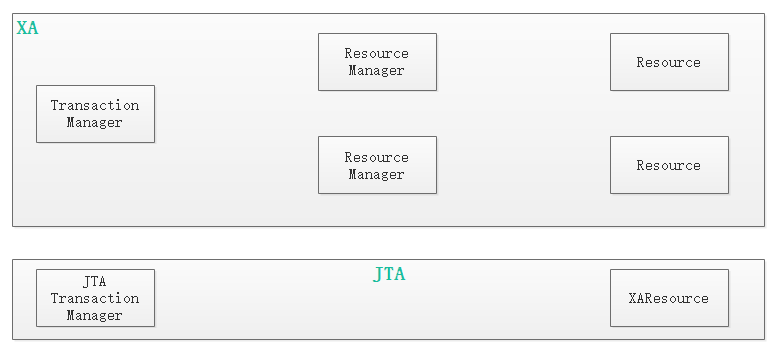 XA
Resource
Manager
Resource
Transaction
Manager
Resource
Manager
Resource
JTA
JTA
Transaction
Manager
XAResource